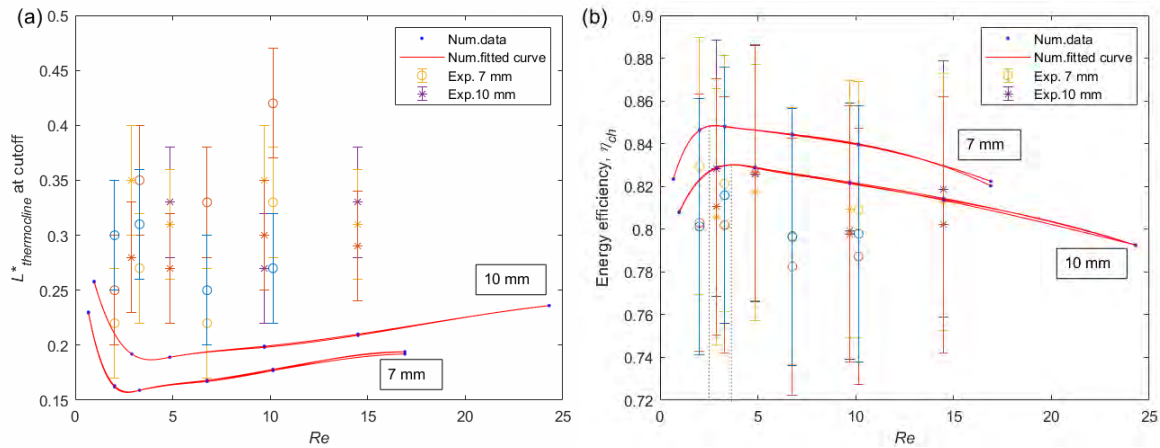 (a)
0.5
0.45
0.4
0.35
0.3
0.25
0.2
0.15
L*thermocline at cutoff
0 5 10 15 20 25
Re
Num.data
Num.fitted curve
Exp. 7 mm
Exp.10 mm
10 mm
7 mm
(b)
0.9
0.88
0.86
0.84
0.82
0.8
0.78
0.76
0.74
0.72
Energy efficiency, ηch
0 5 10 15 20 25
Re
Num.data
Num.fitted curve
Exp. 7 mm
Exp.10 mm
7 mm
10 mm